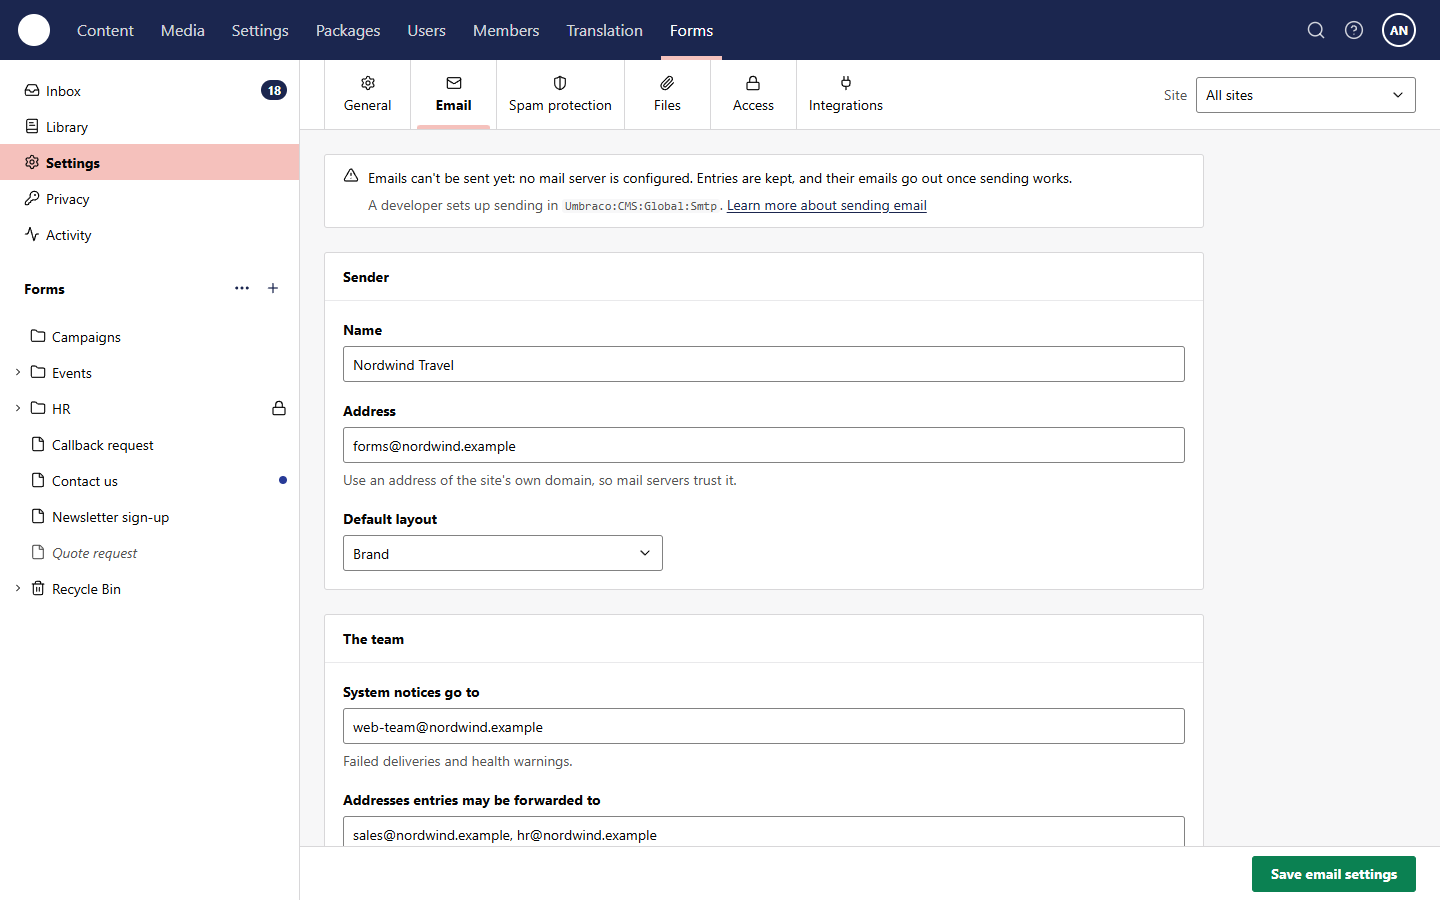 Content Media Settings Packages Users Members Translation Forms AN
Inbox 18
Library
Settings
Privacy
Activity
Forms
Campaigns
Events
HR
Callback request
Contact us
Newsletter sign-up
Quote request
Recycle Bin
General Email Spam protection Files Access Integrations
Site All sites
Emails can't be sent yet: no mail server is configured. Entries are kept, and their emails go out once sending works.
A developer sets up sending in Umbraco:CMS:Global:Smtp. Learn more about sending email
Sender
Name
Nordwind Travel
Address
forms@nordwind.example
Use an address of the site's own domain, so mail servers trust it.
Default layout
Brand
The team
System notices go to
web-team@nordwind.example
Failed deliveries and health warnings.
Addresses entries may be forwarded to
sales@nordwind.example, hr@nordwind.example
Save email settings